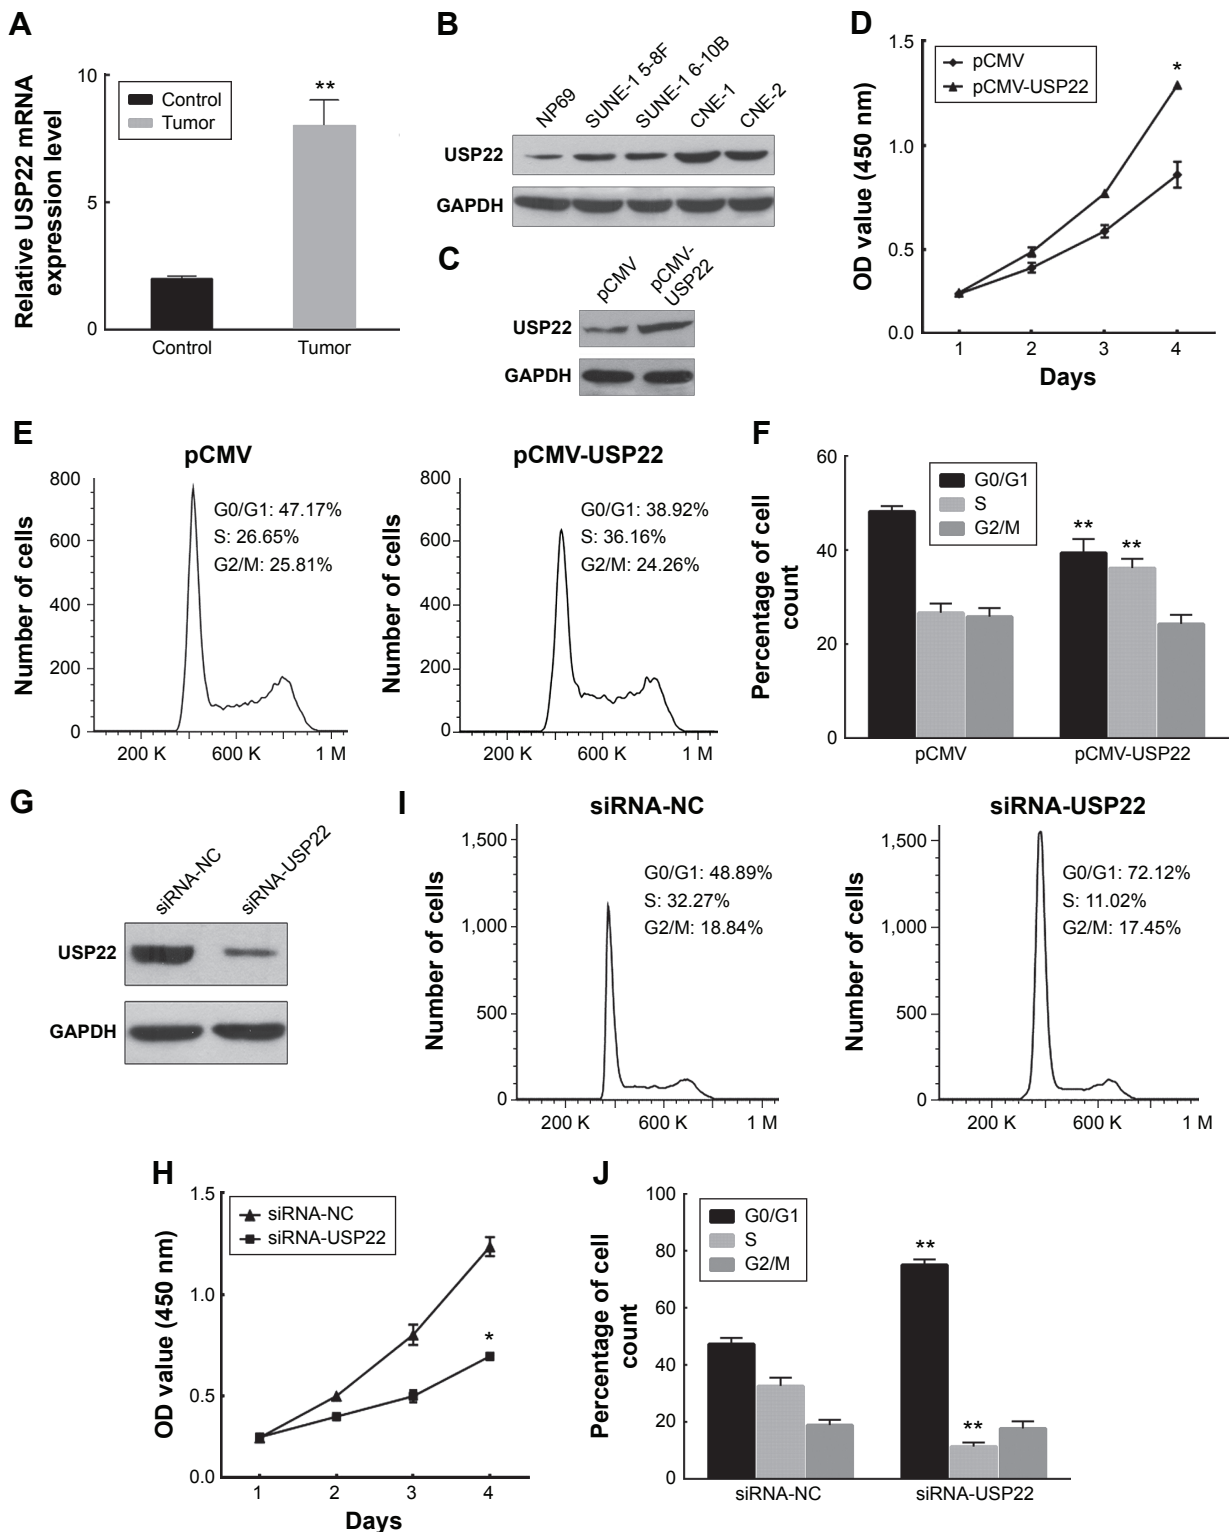 A
Relative USP22 mRNA
expression level
10
5
0
Control
Tumor
**
Control
Tumor
B
NP69
SUNE-1 5-8F
SUNE-1 6-10B
CNE-1
CNE-2
USP22
GAPDH
C
pCMV
pCMV-
USP22
USP22
GAPDH
D
OD value (450 nm)
1.5
1.0
0.5
0.0
pCMV
pCMV-USP22
*
1 2 3 4
Days
E
pCMV
Number of cells
800
600
400
200
0
G0/G1: 47.17%
S: 26.65%
G2/M: 25.81%
200 K 600 K 1 M
pCMV-USP22
Number of cells
800
600
400
200
0
G0/G1: 38.92%
S: 36.16%
G2/M: 24.26%
200 K 600 K 1 M
F
Percentage of cell
count
60
40
20
0
G0/G1
S
G2/M
**
**
pCMV pCMV-USP22
G
siRNA-NC
siRNA-USP22
USP22
GAPDH
I
siRNA-NC
Number of cells
1,500
1,000
500
0
G0/G1: 48.89%
S: 32.27%
G2/M: 18.84%
200 K 600 K 1 M
siRNA-USP22
Number of cells
1,500
1,000
500
0
G0/G1: 72.12%
S: 11.02%
G2/M: 17.45%
200 K 600 K 1 M
H
OD value (450 nm)
1.5
1.0
0.5
0.0
siRNA-NC
siRNA-USP22
*
1 2 3 4
Days
J
Percentage of cell
count
100
80
60
40
20
0
G0/G1
S
G2/M
**
**
siRNA-NC siRNA-USP22